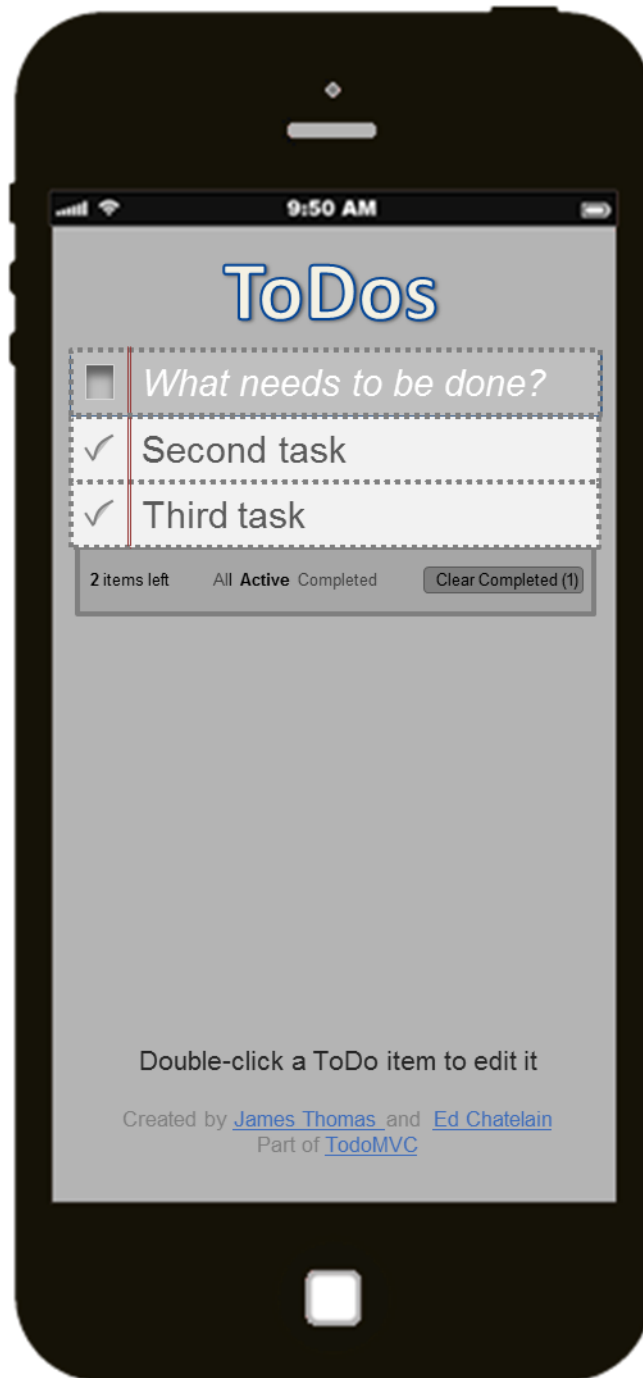 9:50 AM
ToDos
What needs to be done?
Second task
Third task
2 items left All Active Completed Clear Completed (1)
Double-click a ToDo item to edit it
Created by James Thomas and Ed Chatelain
Part of TodoMVC